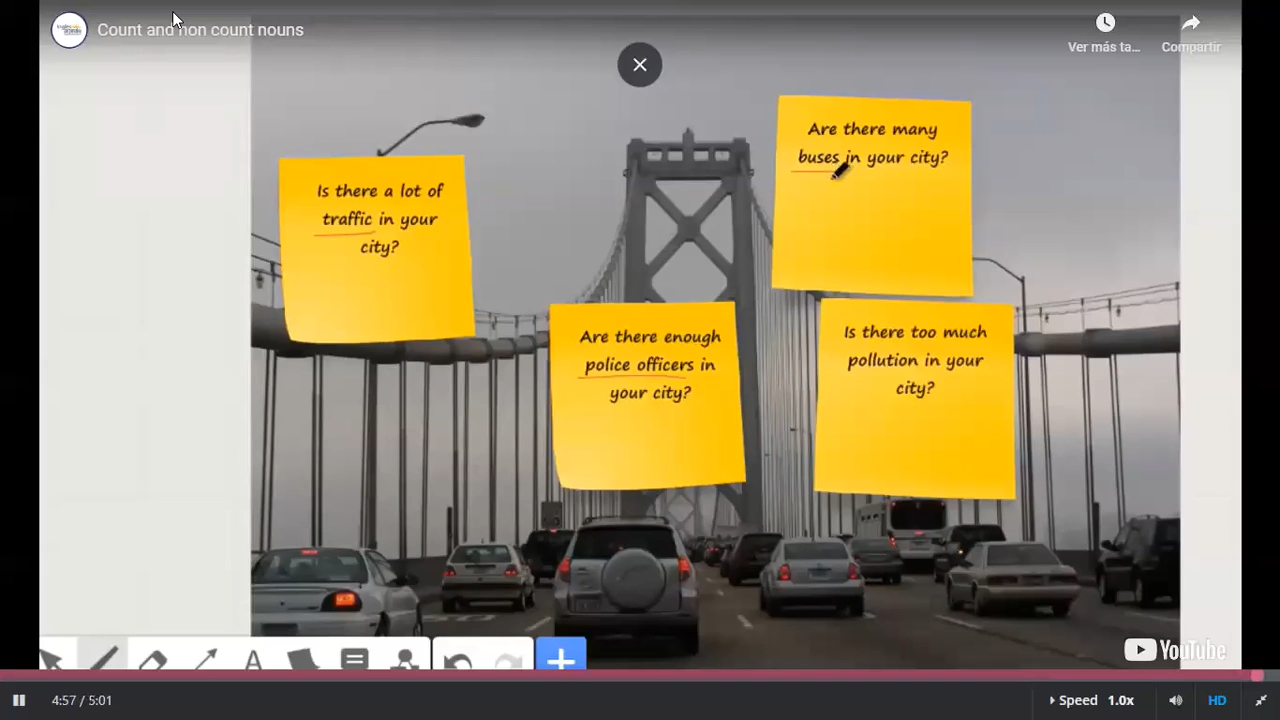 Count and non count nouns
Ver más ta...
Compartir
Is there a lot of
traffic in your
city?
Are there many
buses in your city?
Are there enough
police officers in
your city?
Is there too much
pollution in your
city?
A
YouTube
4:57 / 5:01
Speed 1.0x
HD